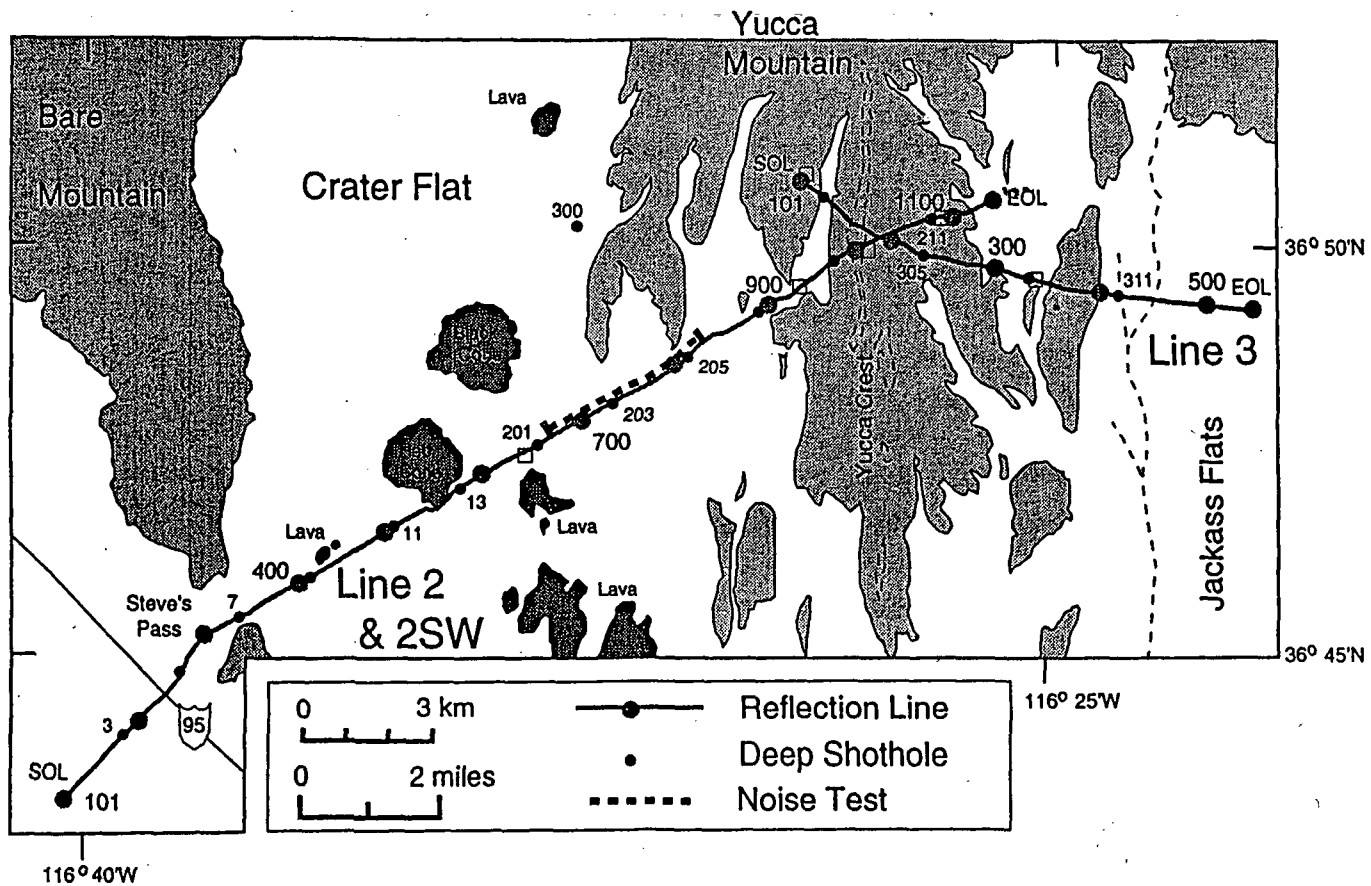 Yucca
Mountain
Bare
Mountain
Lava
Crater Flat
SOL
101
1100
EOL
300
211
36° 50'N
305
300
900
311
500
EOL
Line 3
205
203
201
700
Yucca Crest
13
Lava
11
Lava
400
Line 2
& 2SW
Lava
Jackass Flats
Steve's
Pass
7
36° 45'N
3
95
116° 25'W
SOL
101
0 3 km
0 2 miles
Reflection Line
Deep Shothole
Noise Test
116° 40'W